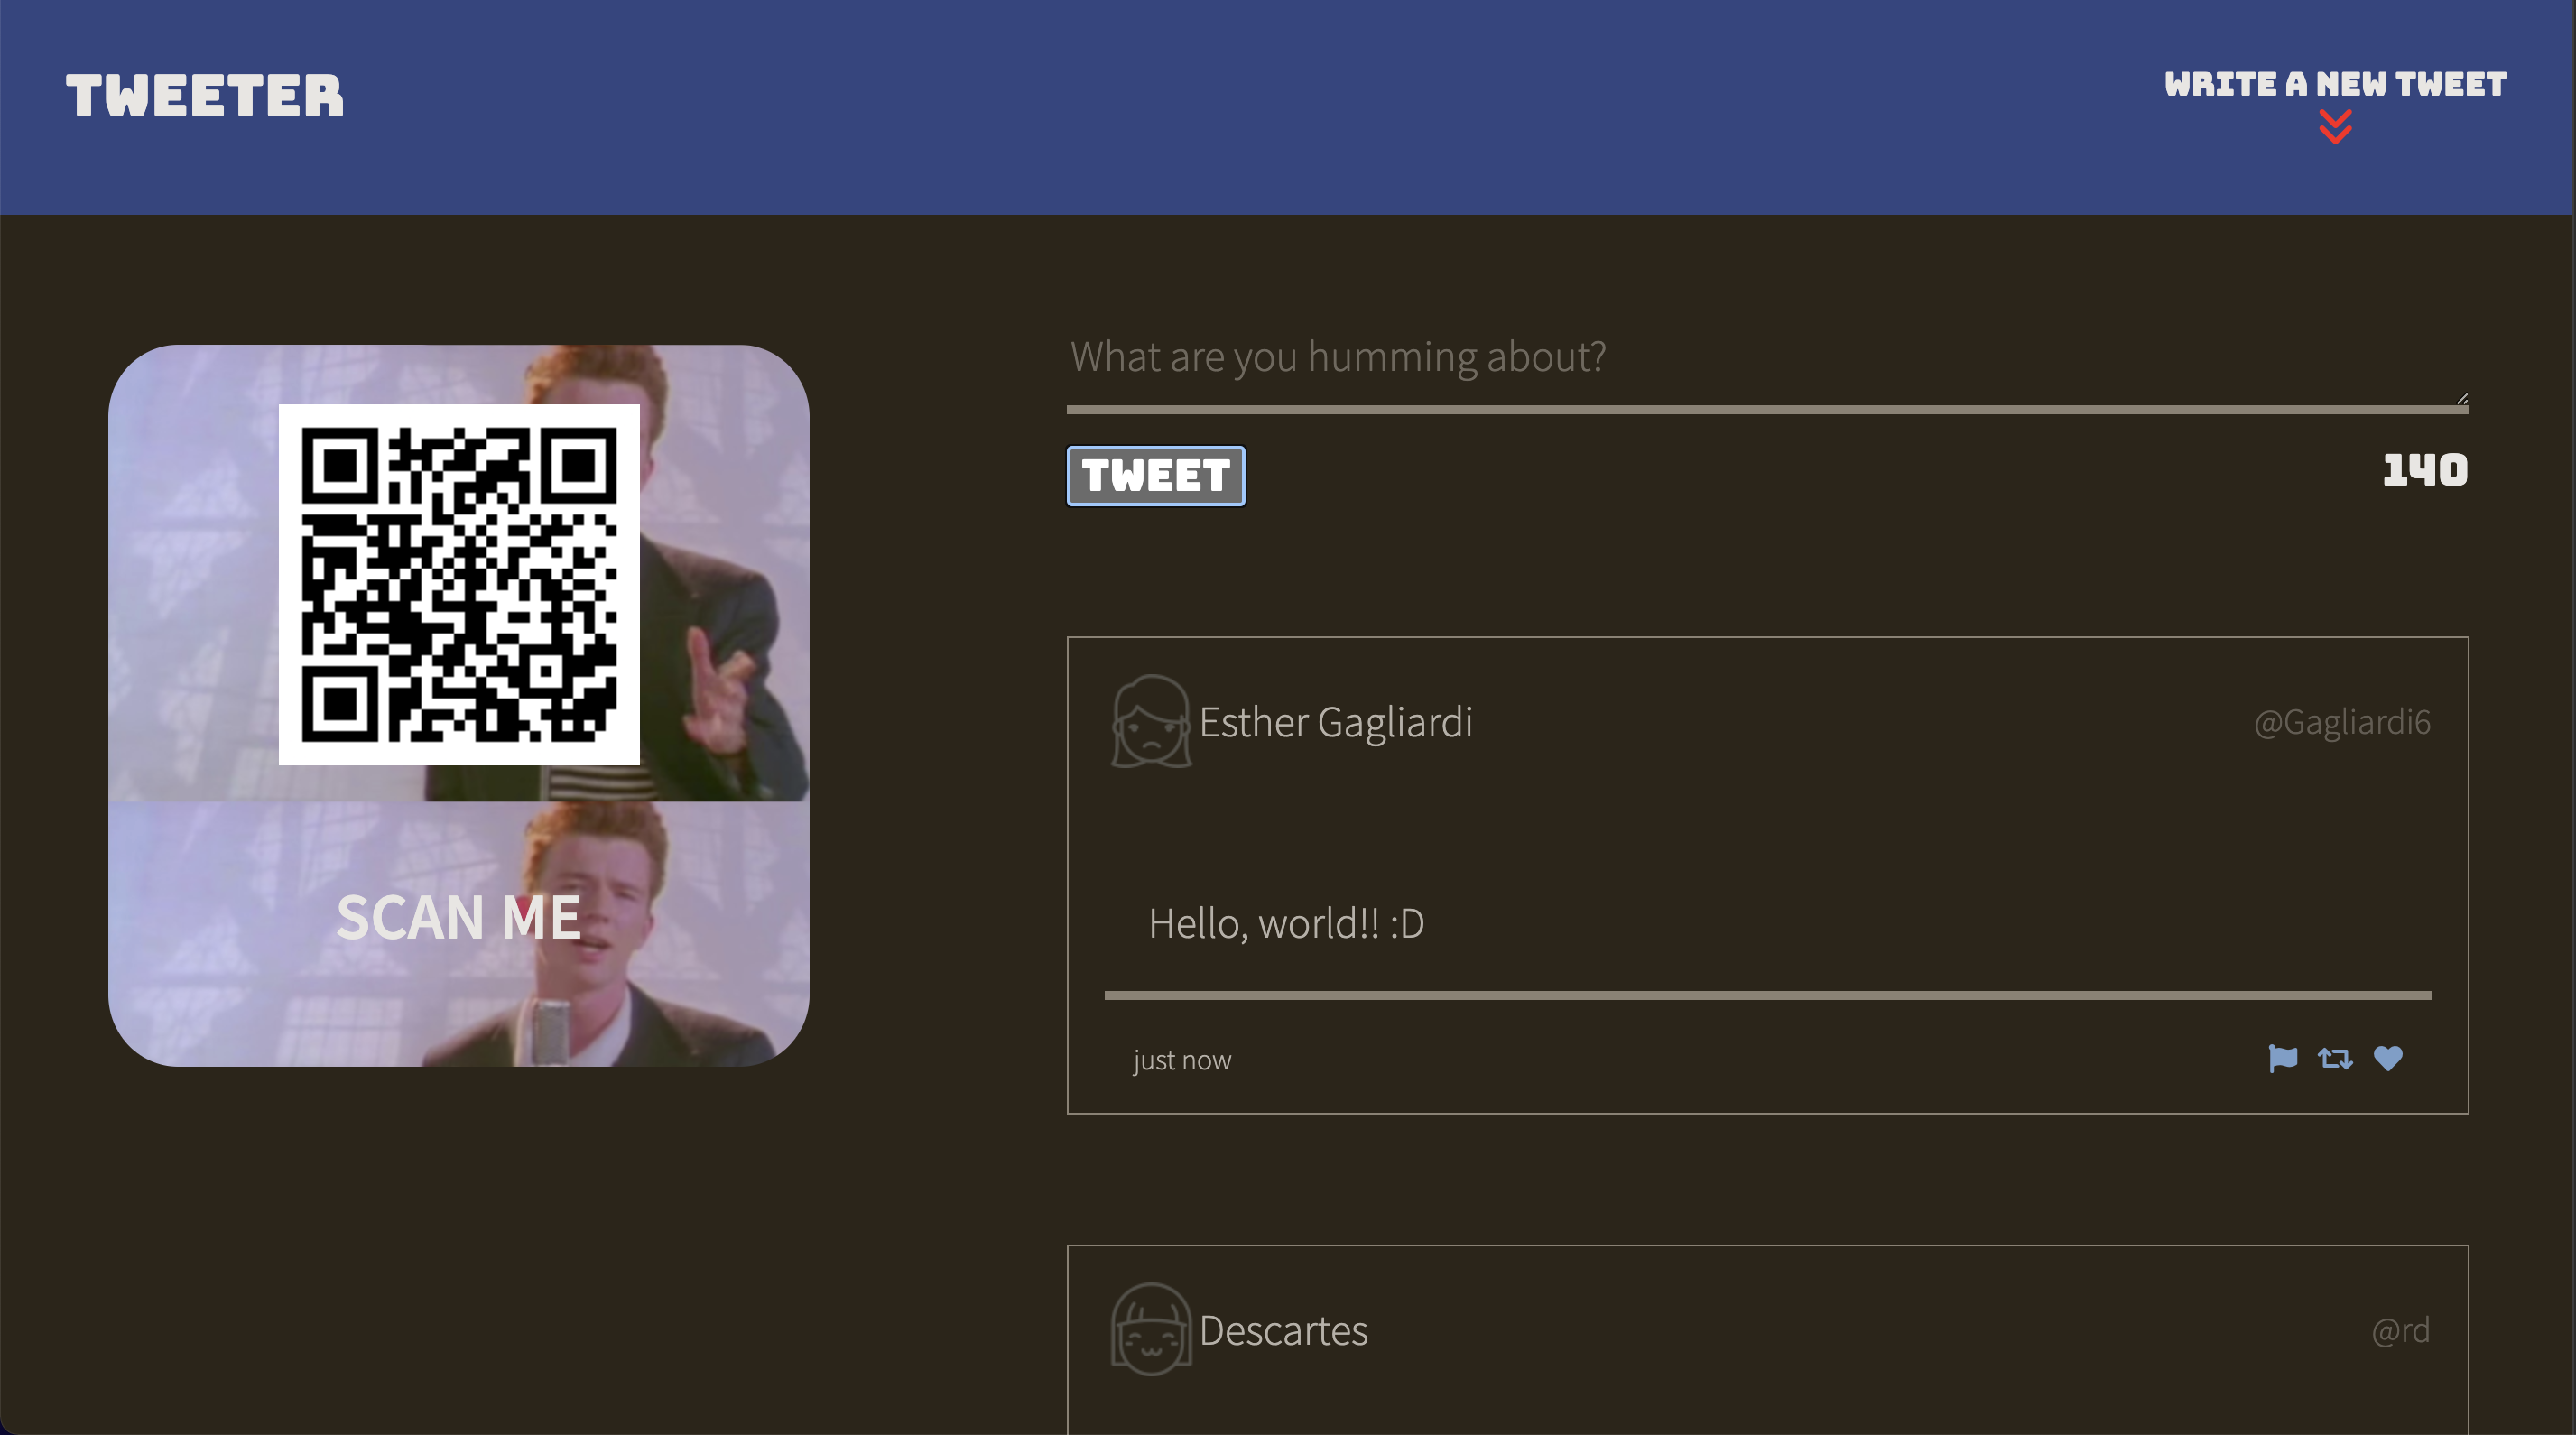 TWEETER
WRITE A NEW TWEET
SCAN ME
What are you humming about?
TWEET
140
Esther Gagliardi
@Gagliardi6
Hello, world!! :D
just now
Descartes
@rd